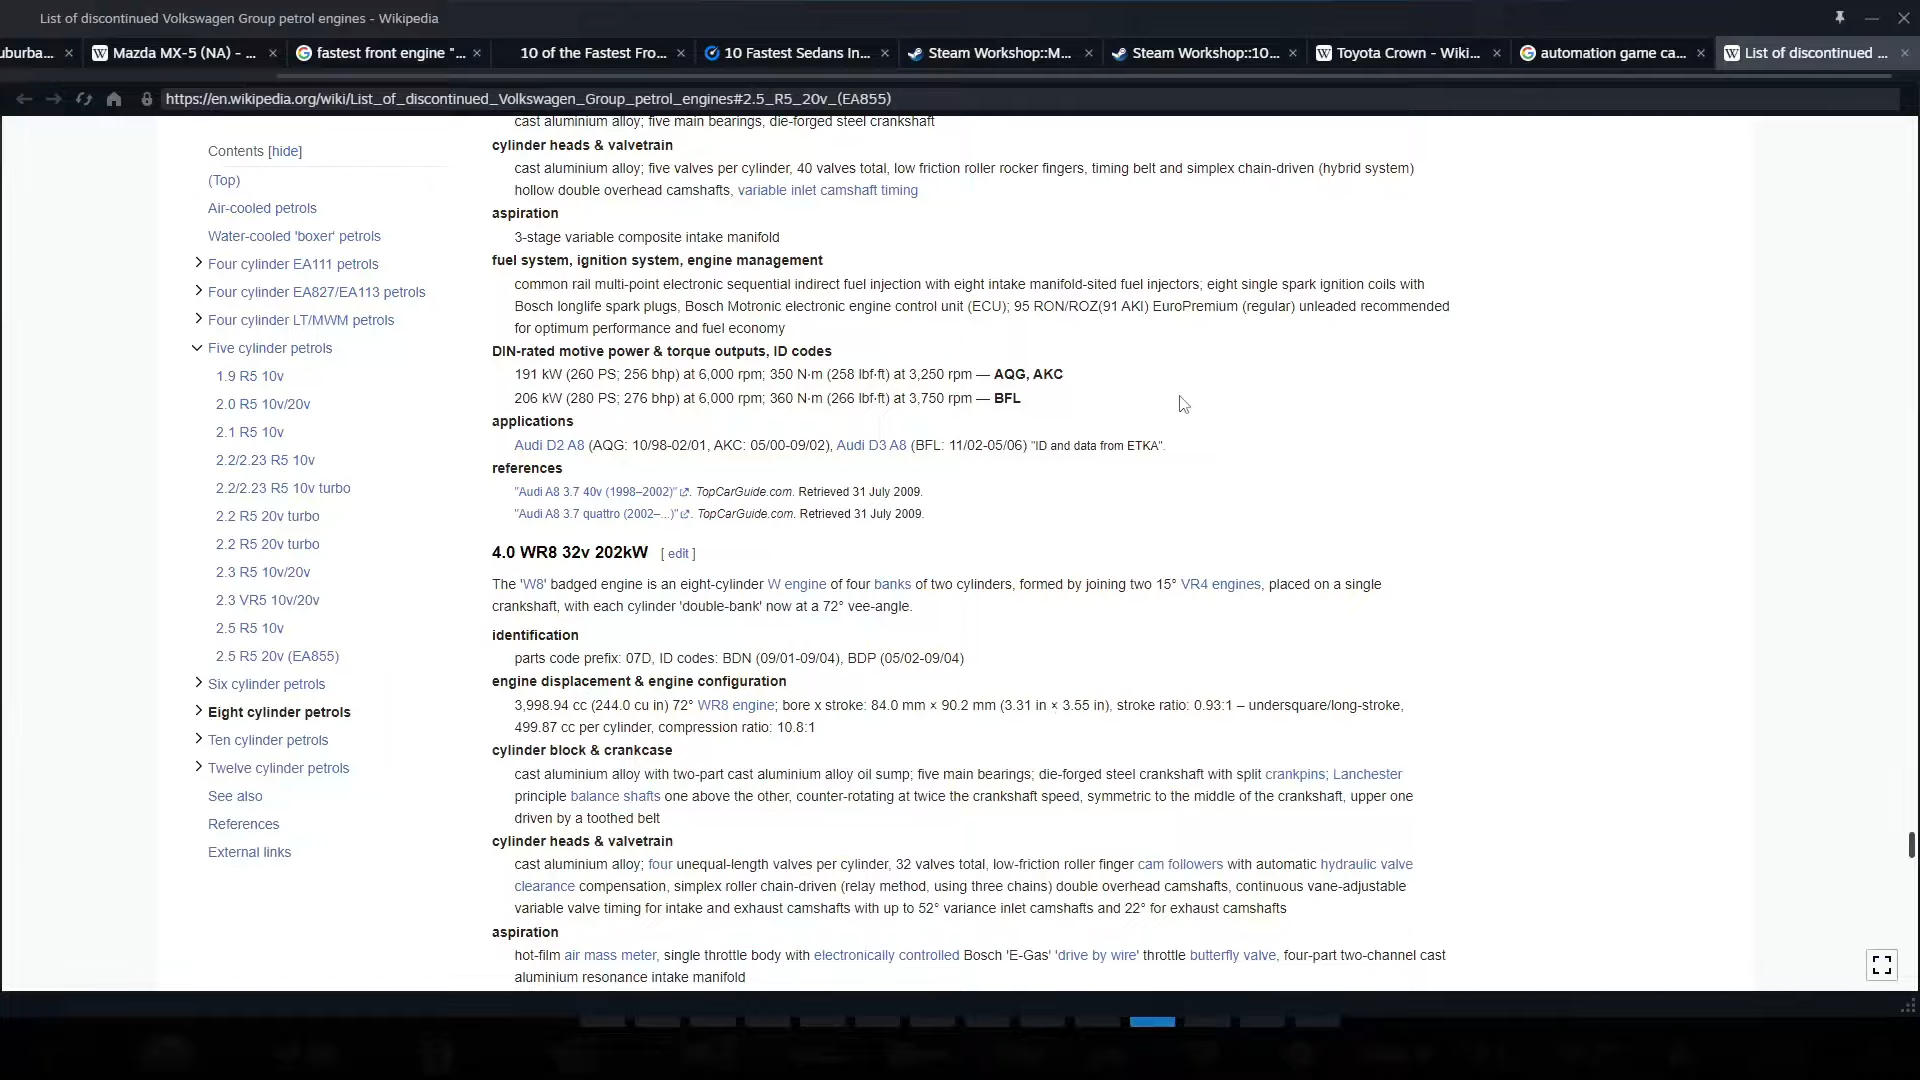 List of discontinued Volkswagen Group petrol engines - Wikipedia
uburba...
Mazda MX-5 (NA) - ...
fastest front engine "...
10 of the Fastest Fro...
10 Fastest Sedans In...
Steam Workshop::M...
Steam Workshop::10...
Toyota Crown - Wiki...
automation game ca...
List of discontinued ...
https://en.wikipedia.org/wiki/List_of_discontinued_Volkswagen_Group_petrol_engines#2.5_R5_20v_(EA855)
Contents [hide]
(Top)
Air-cooled petrols
Water-cooled 'boxer' petrols
Four cylinder EA111 petrols
Four cylinder EA827/EA113 petrols
Four cylinder LT/MWM petrols
Five cylinder petrols
1.9 R5 10v
2.0 R5 10v/20v
2.1 R5 10v
2.2/2.23 R5 10v
2.2/2.23 R5 10v turbo
2.2 R5 20v turbo
2.2 R5 20v turbo
2.3 R5 10v/20v
2.3 VR5 10v/20v
2.5 R5 10v
2.5 R5 20v (EA855)
Six cylinder petrols
Eight cylinder petrols
Ten cylinder petrols
Twelve cylinder petrols
See also
References
External links
cast aluminium alloy; five main bearings, die-forged steel crankshaft
cylinder heads & valvetrain
cast aluminium alloy; five valves per cylinder, 40 valves total, low friction roller rocker fingers, timing belt and simplex chain-driven (hybrid system)
hollow double overhead camshafts, variable inlet camshaft timing
aspiration
3-stage variable composite intake manifold
fuel system, ignition system, engine management
common rail multi-point electronic sequential indirect fuel injection with eight intake manifold-sited fuel injectors; eight single spark ignition coils with
Bosch longlife spark plugs, Bosch Motronic electronic engine control unit (ECU); 95 RON/ROZ(91 AKI) EuroPremium (regular) unleaded recommended
for optimum performance and fuel economy
DIN-rated motive power & torque outputs, ID codes
191 kW (260 PS; 256 bhp) at 6,000 rpm; 350 N·m (258 lbf·ft) at 3,250 rpm — AQG, AKC
206 kW (280 PS; 276 bhp) at 6,000 rpm; 360 N·m (266 lbf·ft) at 3,750 rpm — BFL
applications
Audi D2 A8 (AQG: 10/98-02/01, AKC: 05/00-09/02), Audi D3 A8 (BFL: 11/02-05/06) "ID and data from ETKA".
references
"Audi A8 3.7 40v (1998–2002)". TopCarGuide.com. Retrieved 31 July 2009.
"Audi A8 3.7 quattro (2002–...)". TopCarGuide.com. Retrieved 31 July 2009.
4.0 WR8 32v 202kW [ edit ]
The 'W8' badged engine is an eight-cylinder W engine of four banks of two cylinders, formed by joining two 15° VR4 engines, placed on a single
crankshaft, with each cylinder 'double-bank' now at a 72° vee-angle.
identification
parts code prefix: 07D, ID codes: BDN (09/01-09/04), BDP (05/02-09/04)
engine displacement & engine configuration
3,998.94 cc (244.0 cu in) 72° WR8 engine; bore x stroke: 84.0 mm × 90.2 mm (3.31 in × 3.55 in), stroke ratio: 0.93:1 – undersquare/long-stroke,
499.87 cc per cylinder, compression ratio: 10.8:1
cylinder block & crankcase
cast aluminium alloy with two-part cast aluminium alloy oil sump; five main bearings; die-forged steel crankshaft with split crankpins; Lanchester
principle balance shafts one above the other, counter-rotating at twice the crankshaft speed, symmetric to the middle of the crankshaft, upper one
driven by a toothed belt
cylinder heads & valvetrain
cast aluminium alloy; four unequal-length valves per cylinder, 32 valves total, low-friction roller finger cam followers with automatic hydraulic valve
clearance compensation, simplex roller chain-driven (relay method, using three chains) double overhead camshafts, continuous vane-adjustable
variable valve timing for intake and exhaust camshafts with up to 52° variance inlet camshafts and 22° for exhaust camshafts
aspiration
hot-film air mass meter, single throttle body with electronically controlled Bosch 'E-Gas' 'drive by wire' throttle butterfly valve, four-part two-channel cast
aluminium resonance intake manifold